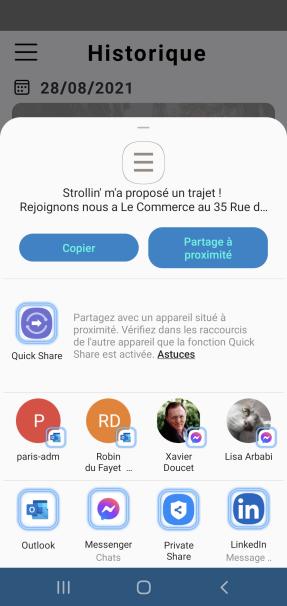 Historique
28/08/2021
Strollin' m'a proposé un trajet !
Rejoignons nous a Le Commerce au 35 Rue d...
Copier
Partage à
proximité
Quick Share
Partagez avec un appareil situé à
proximité. Vérifiez dans les raccourcis
de l'autre appareil que la fonction Quick
Share est activée. Astuces
P
RD
paris-adm
Robin
du Fayet ...
Xavier
Doucet
Lisa Arbabi
in
Outlook
Messenger
Chats
Private
Share
LinkedIn
Message ..